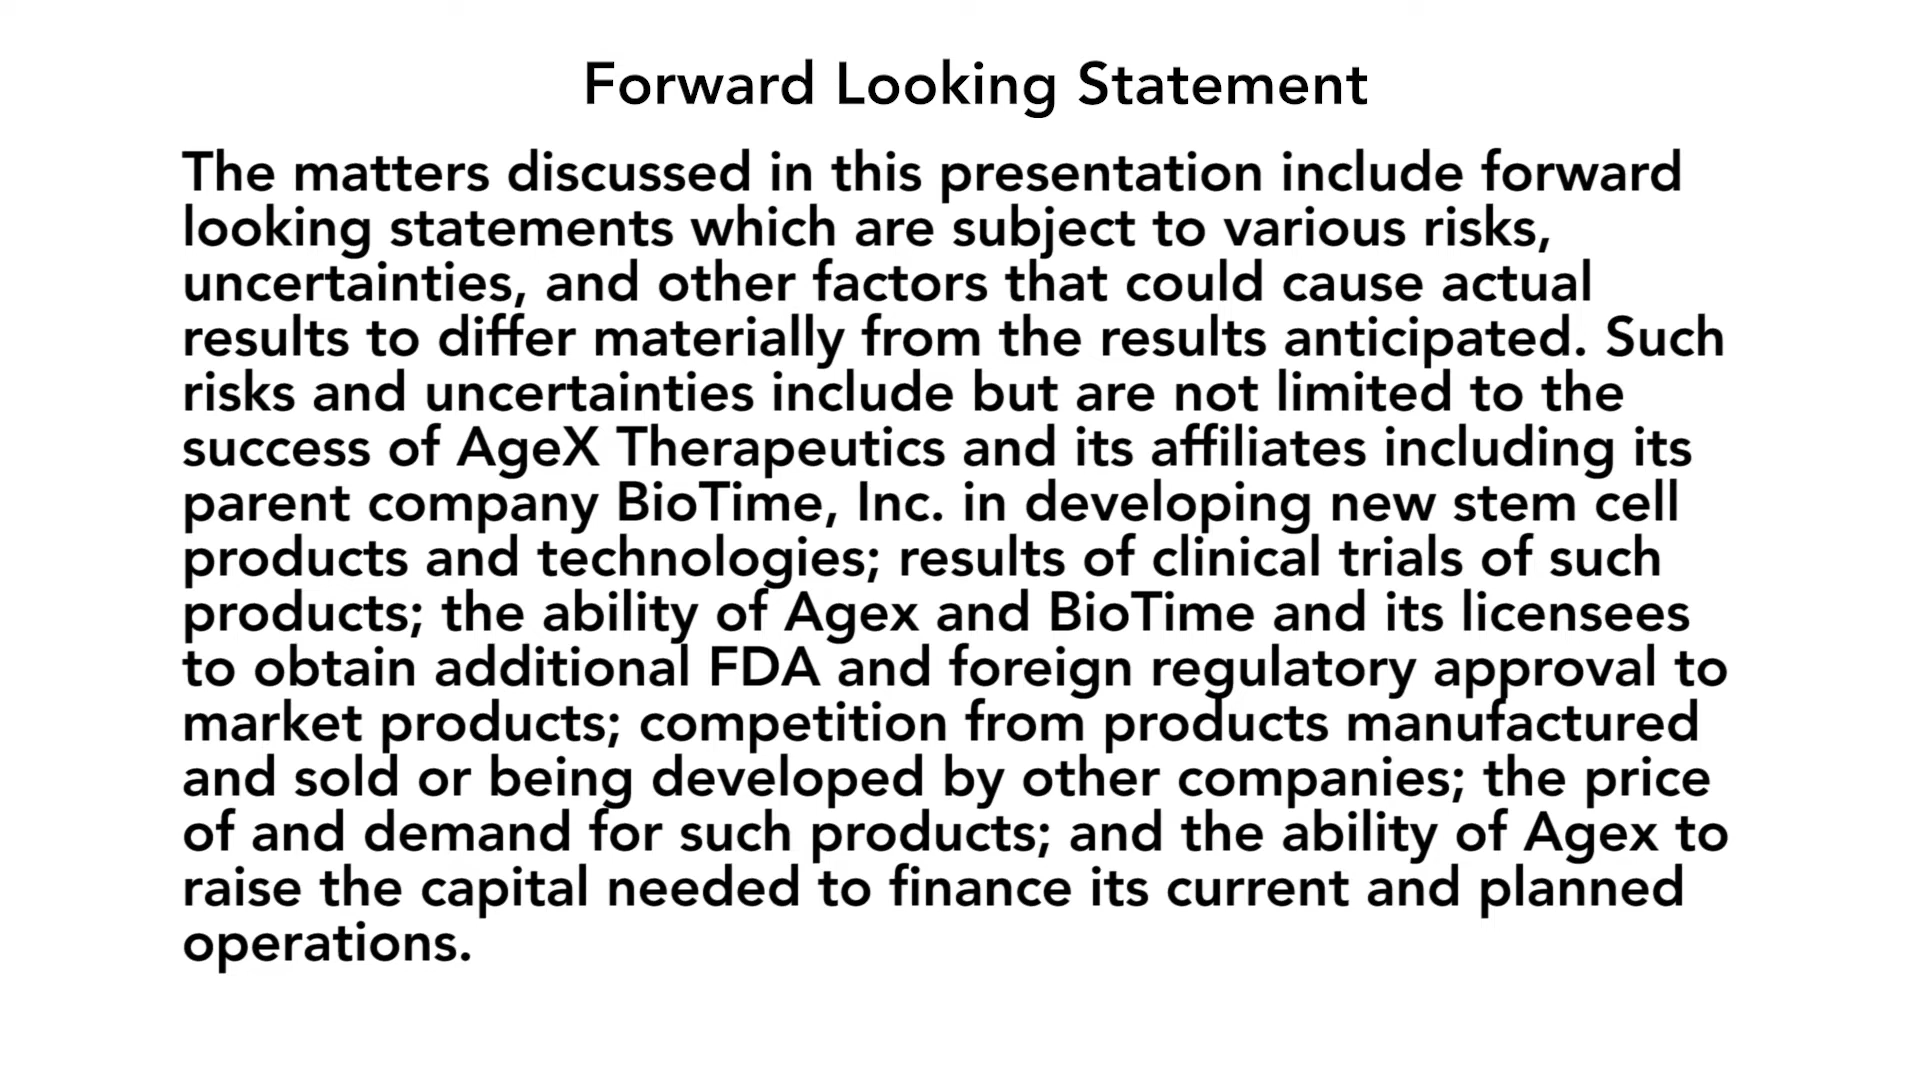 Forward Looking Statement
The matters discussed in this presentation include forward
looking statements which are subject to various risks,
uncertainties, and other factors that could cause actual
results to differ materially from the results anticipated. Such
risks and uncertainties include but are not limited to the
success of AgeX Therapeutics and its affiliates including its
parent company BioTime, Inc. in developing new stem cell
products and technologies; results of clinical trials of such
products; the ability of Agex and BioTime and its licensees
to obtain additional FDA and foreign regulatory approval to
market products; competition from products manufactured
and sold or being developed by other companies; the price
of and demand for such products; and the ability of Agex to
raise the capital needed to finance its current and planned
operations.